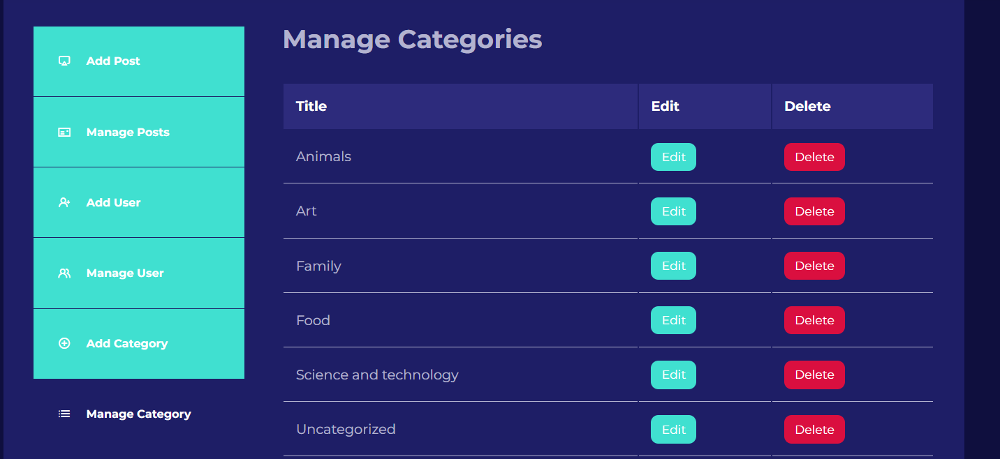 Add Post
Manage Posts
Add User
Manage User
Add Category
Manage Category
Manage Categories
Title Edit Delete
Animals Edit Delete
Art Edit Delete
Family Edit Delete
Food Edit Delete
Science and technology Edit Delete
Uncategorized Edit Delete